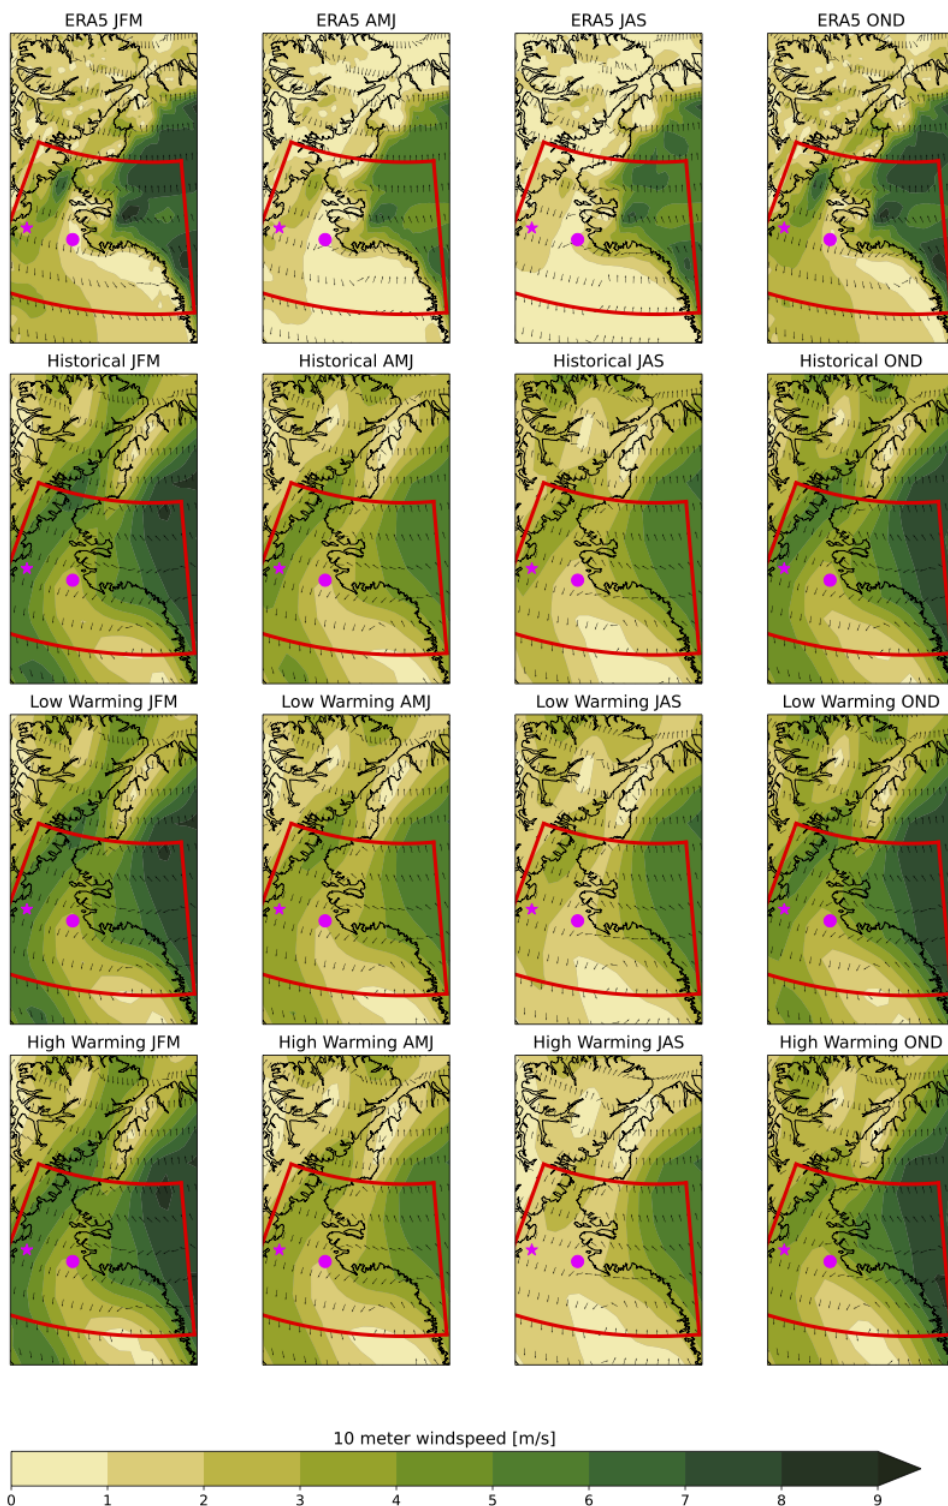 ERA5 JFM ERA5 AMJ ERA5 JAS ERA5 OND
Historical JFM Historical AMJ Historical JAS Historical OND
Low Warming JFM Low Warming AMJ Low Warming JAS Low Warming OND
High Warming JFM High Warming AMJ High Warming JAS High Warming OND
10 meter windspeed [m/s]
0 1 2 3 4 5 6 7 8 9